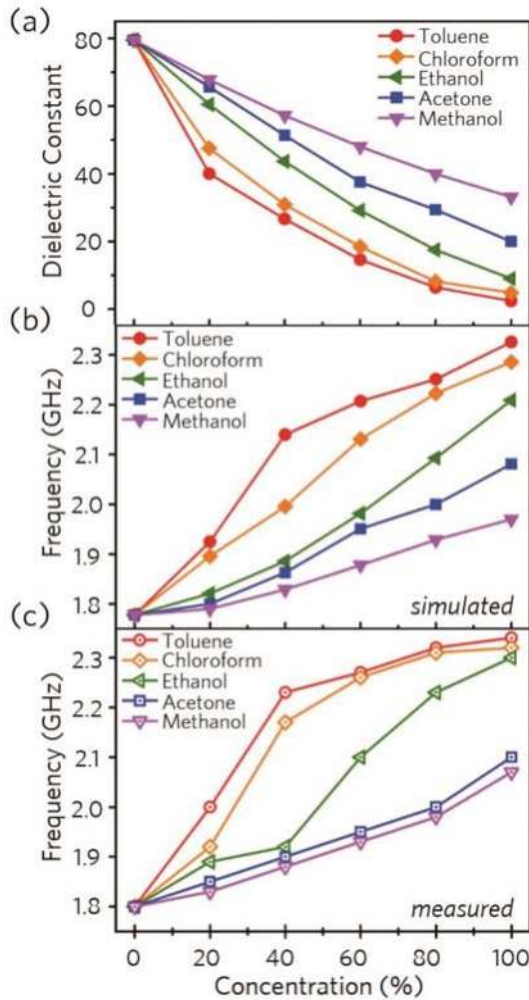 (a)
80
60
40
20
0
Dielectric Constant
Toluene
Chloroform
Ethanol
Acetone
Methanol
(b)
2.3
2.2
2.1
2.0
1.9
1.8
Frequency (GHz)
Toluene
Chloroform
Ethanol
Acetone
Methanol
simulated
(c)
2.3
2.2
2.1
2.0
1.9
1.8
Frequency (GHz)
Toluene
Chloroform
Ethanol
Acetone
Methanol
measured
0 20 40 60 80 100
Concentration (%)